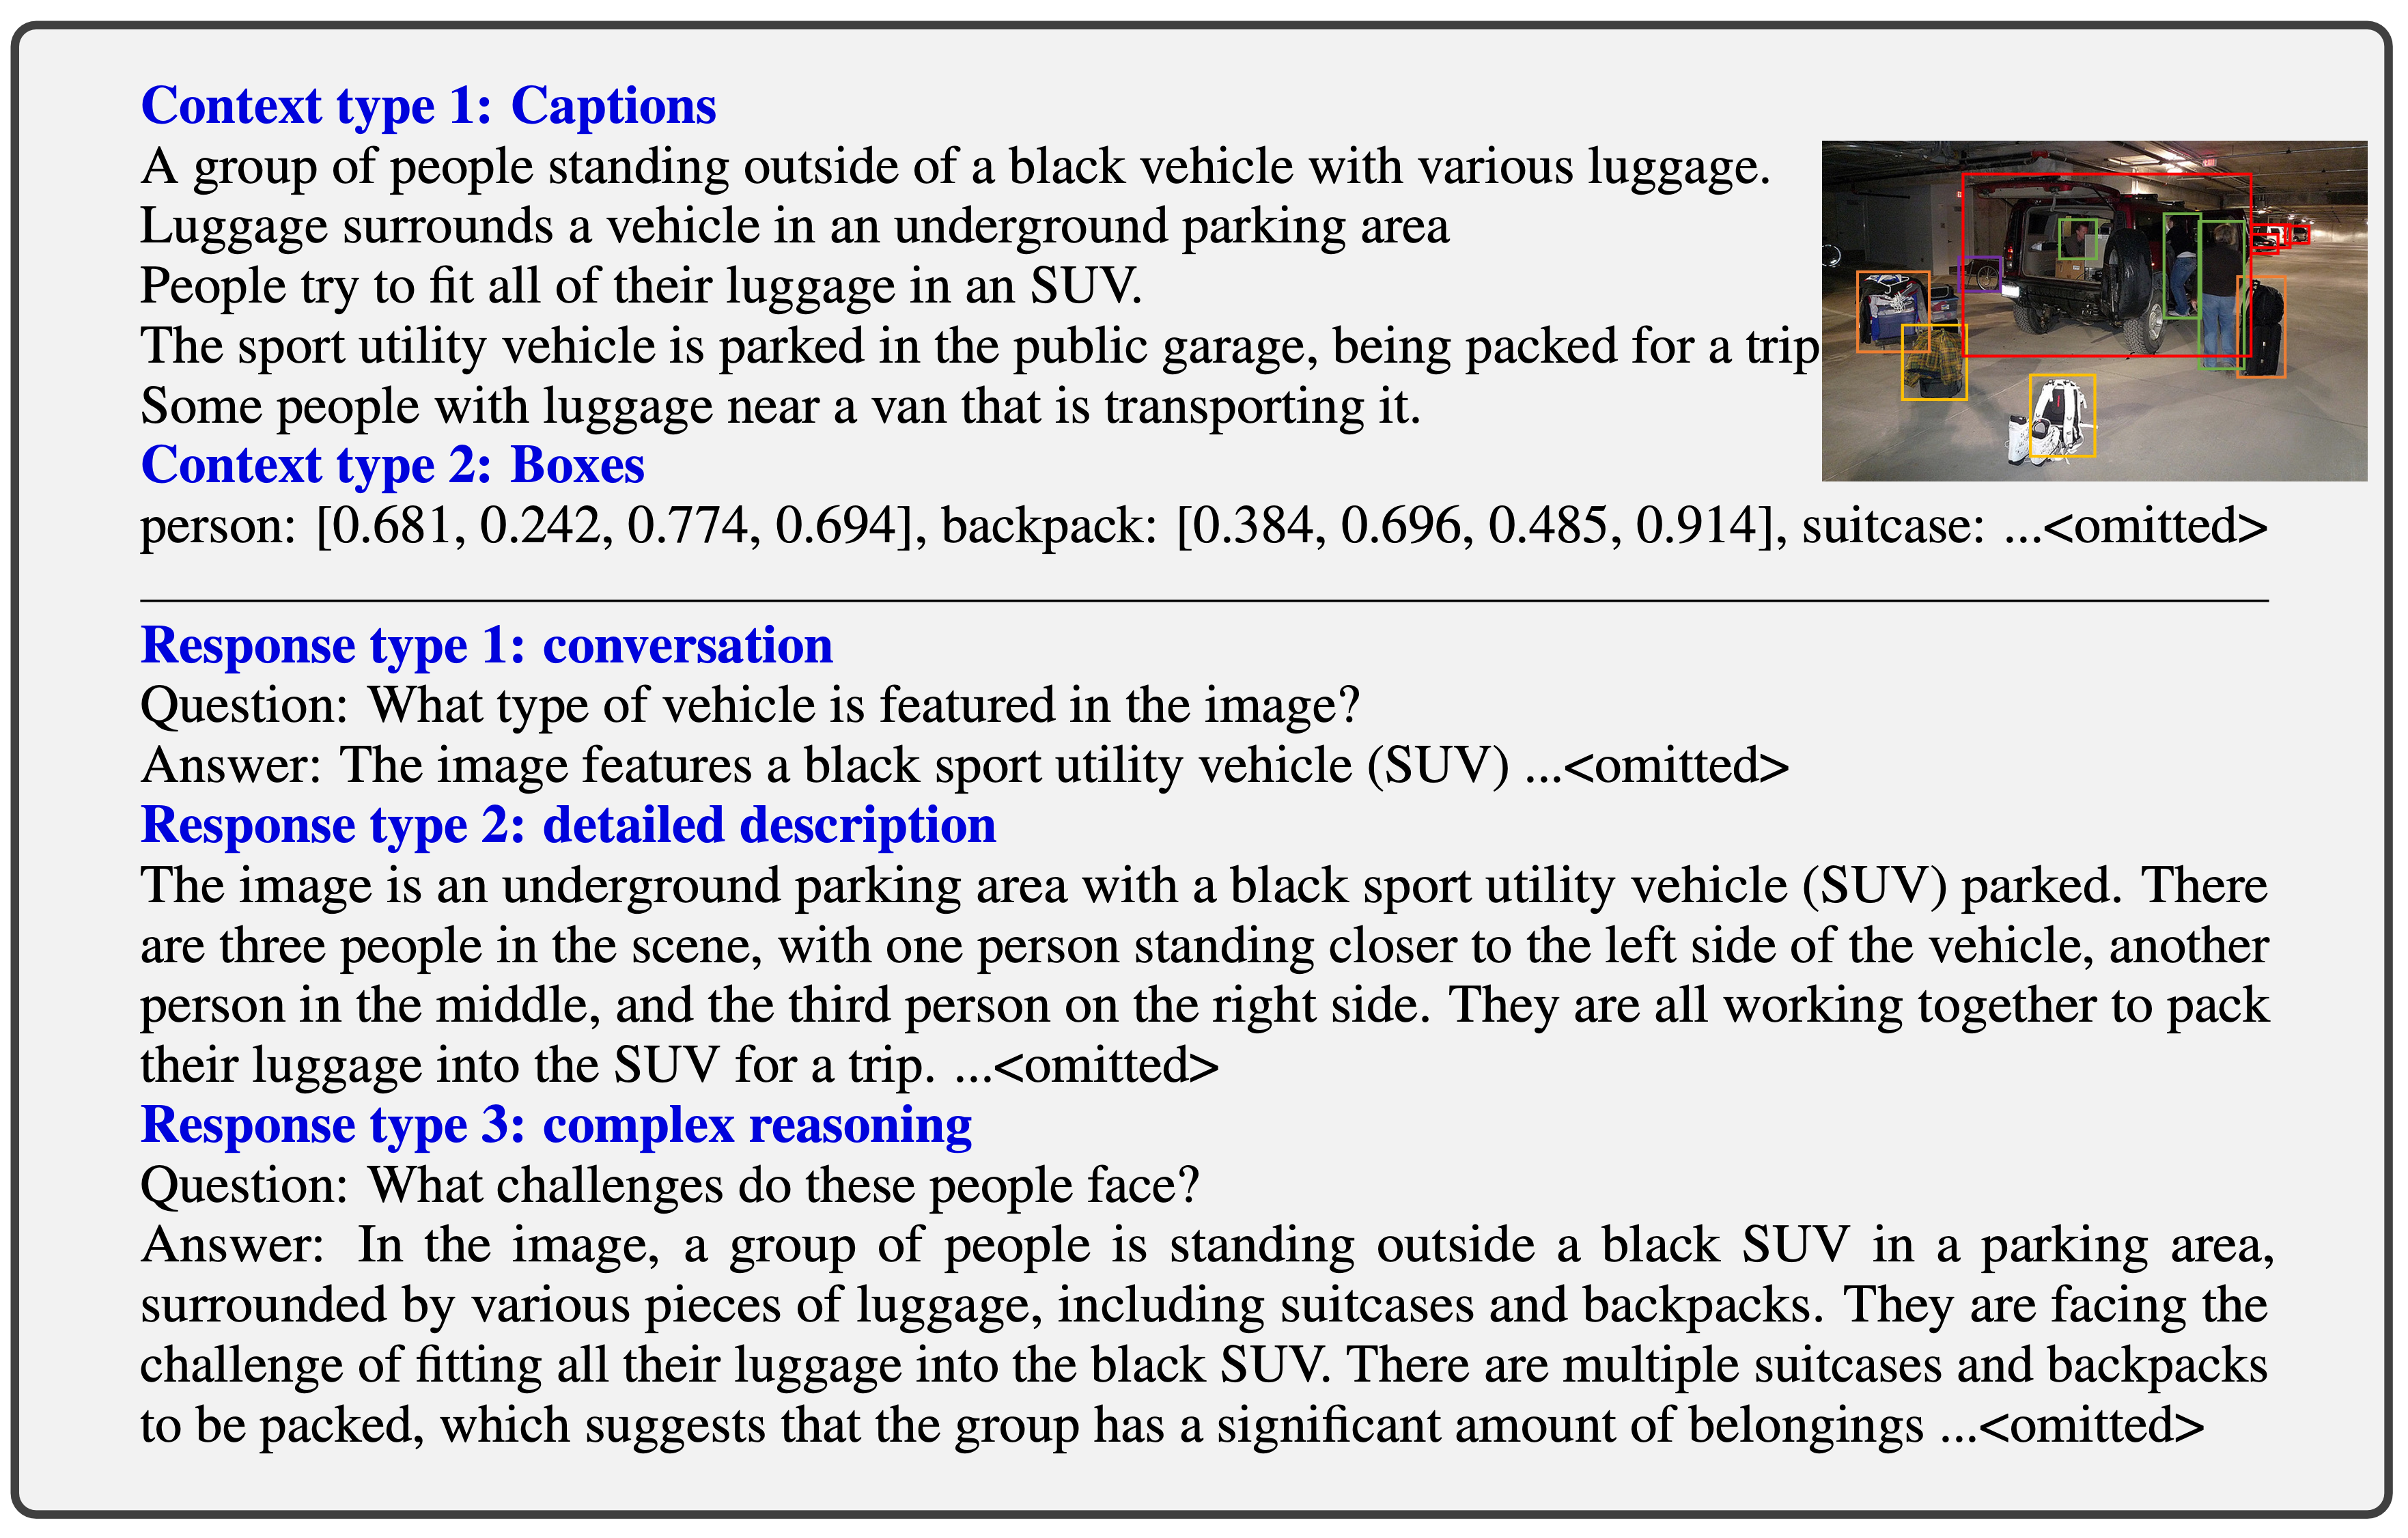 Context type 1: Captions
A group of people standing outside of a black vehicle with various luggage.
Luggage surrounds a vehicle in an underground parking area
People try to fit all of their luggage in an SUV.
The sport utility vehicle is parked in the public garage, being packed for a trip
Some people with luggage near a van that is transporting it.
Context type 2: Boxes
person: [0.681, 0.242, 0.774, 0.694], backpack: [0.384, 0.696, 0.485, 0.914], suitcase: ...<omitted>
Response type 1: conversation
Question: What type of vehicle is featured in the image?
Answer: The image features a black sport utility vehicle (SUV) ...<omitted>
Response type 2: detailed description
The image is an underground parking area with a black sport utility vehicle (SUV) parked. There
are three people in the scene, with one person standing closer to the left side of the vehicle, another
person in the middle, and the third person on the right side. They are all working together to pack
their luggage into the SUV for a trip. ...<omitted>
Response type 3: complex reasoning
Question: What challenges do these people face?
Answer: In the image, a group of people is standing outside a black SUV in a parking area,
surrounded by various pieces of luggage, including suitcases and backpacks. They are facing the
challenge of fitting all their luggage into the black SUV. There are multiple suitcases and backpacks
to be packed, which suggests that the group has a significant amount of belongings ...<omitted>